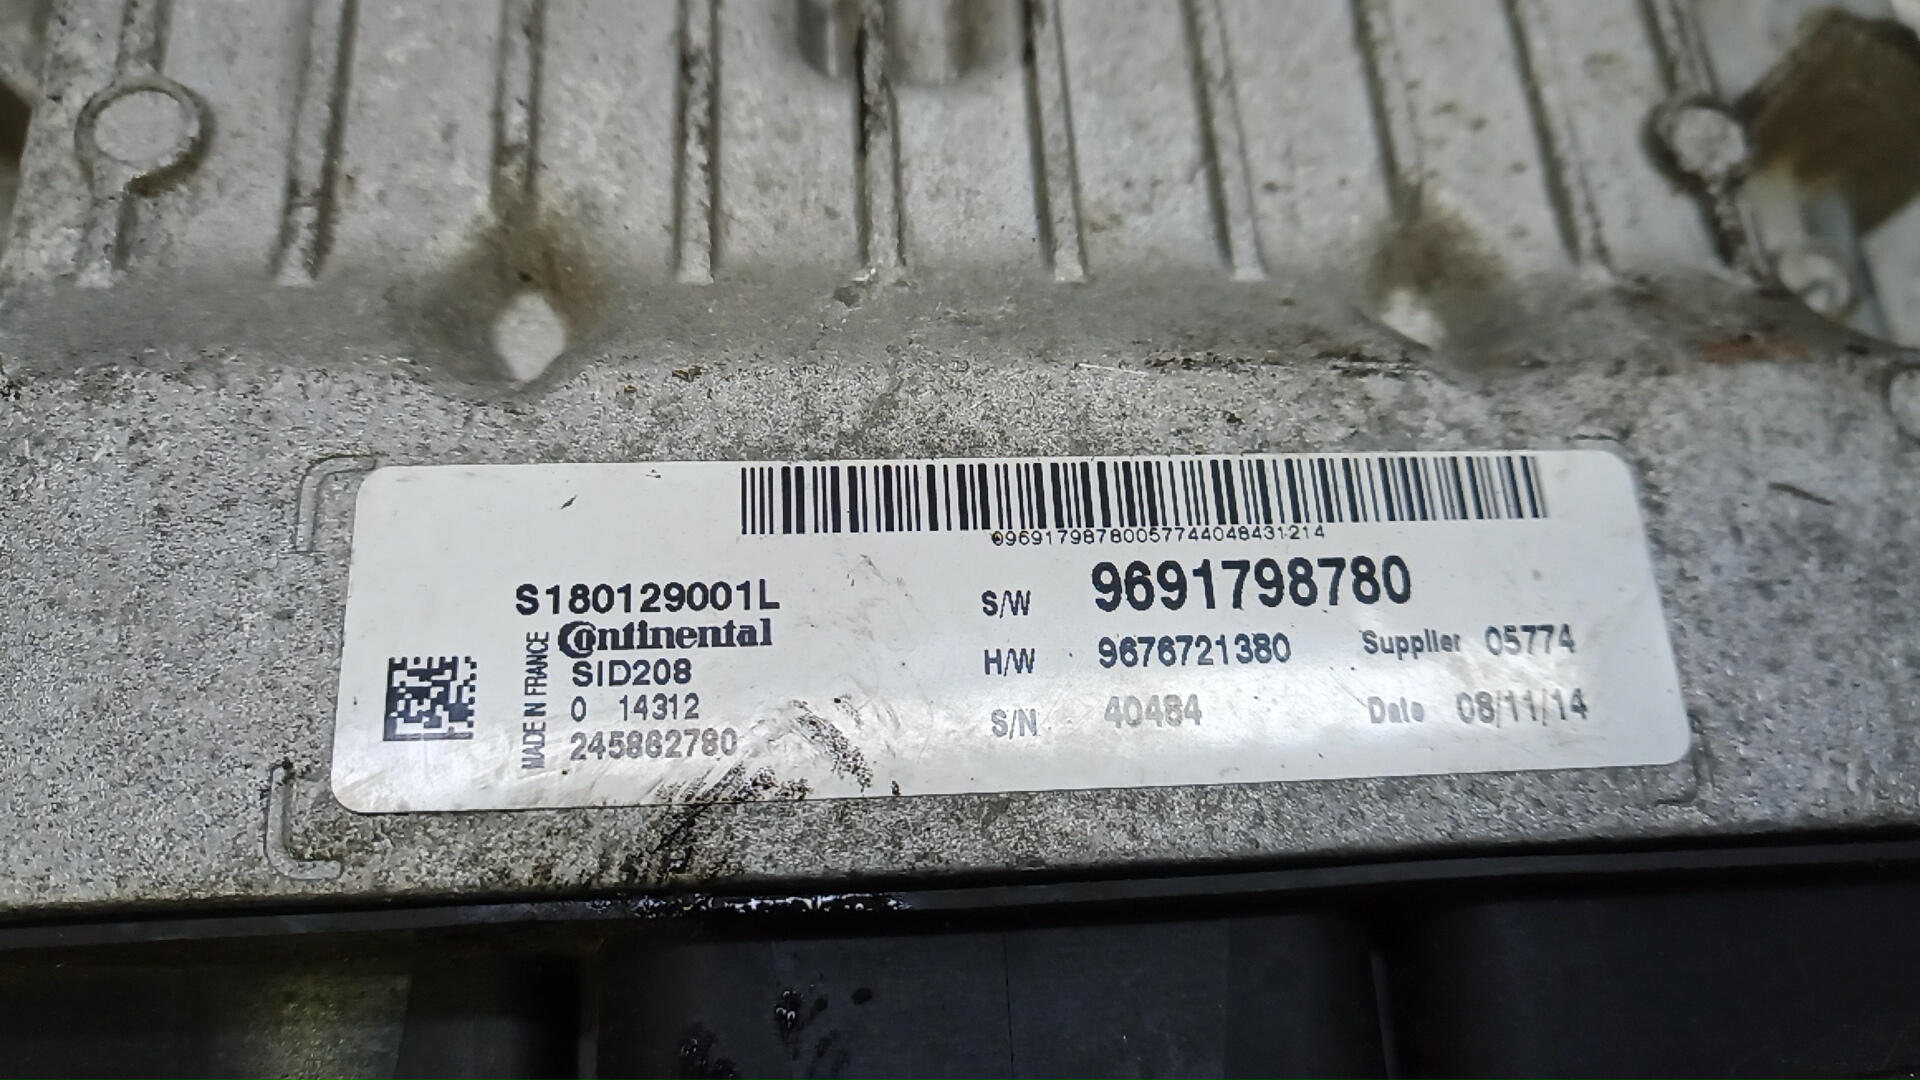 0969179878005774404843121​4
S180129001L
MADE IN FRANCE
Continental
SID208
0 14312
245862780
S/W 9691798780
H/W 9676721380 Supplier 05774
S/N 40484 Date 08/11/14